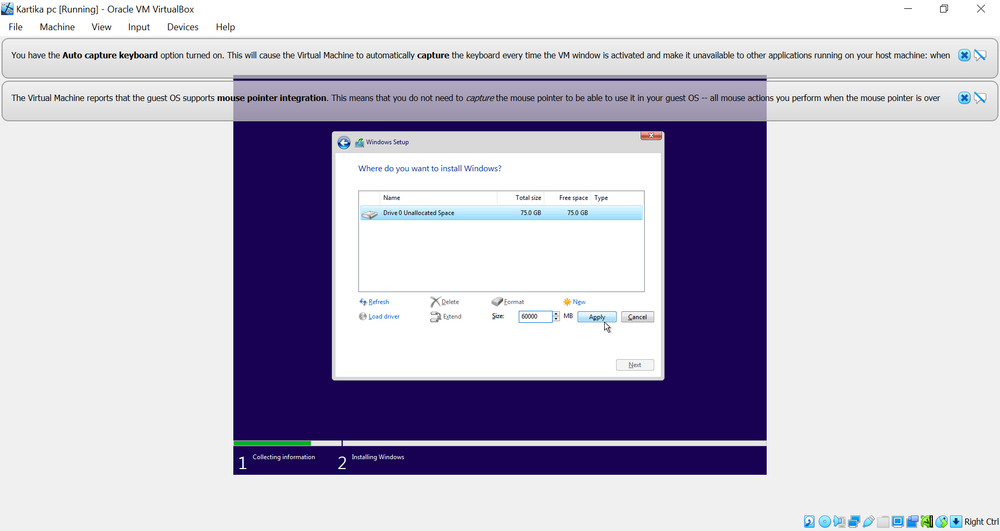 Kartika pc [Running] - Oracle VM VirtualBox
File Machine View Input Devices Help
You have the Auto capture keyboard option turned on. This will cause the Virtual Machine to automatically capture the keyboard every time the VM window is activated and make it unavailable to other applications running on your host machine: when
The Virtual Machine reports that the guest OS supports mouse pointer integration. This means that you do not need to capture the mouse pointer to be able to use it in your guest OS -- all mouse actions you perform when the mouse pointer is over
Windows Setup
Where do you want to install Windows?
Name Total size Free space Type
Drive 0 Unallocated Space 75.0 GB 75.0 GB
Refresh Delete Format New
Load driver Extend Size: 60000 MB Apply Cancel
Next
1 Collecting information 2 Installing Windows
Right Ctrl